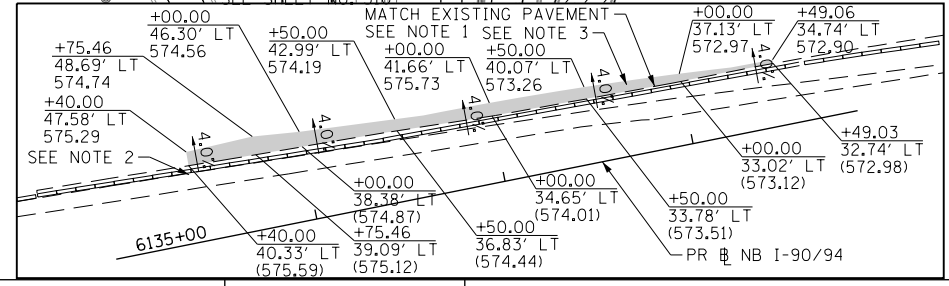 +00.00
46.30' LT
574.56
+75.46
48.69' LT
574.74
+40.00
47.58' LT
575.29
SEE NOTE 2
+50.00
42.99' LT
574.19
MATCH EXISTING PAVEMENT
SEE NOTE 1 SEE NOTE 3
+00.00
41.66' LT
575.73
+50.00
40.07' LT
573.26
+00.00
37.13' LT
572.97
+49.06
34.74' LT
572.90
4.0%
4.0%
4.0%
4.0%
4.0%
6135+00
+40.00
40.33' LT
(575.59)
+75.46
39.09' LT
(575.12)
+00.00
38.38' LT
(574.87)
+50.00
36.83' LT
(574.44)
+00.00
34.65' LT
(574.01)
+50.00
33.78' LT
(573.51)
+00.00
33.02' LT
(573.12)
+49.03
32.74' LT
(572.98)
PR ␢ NB I-90/94